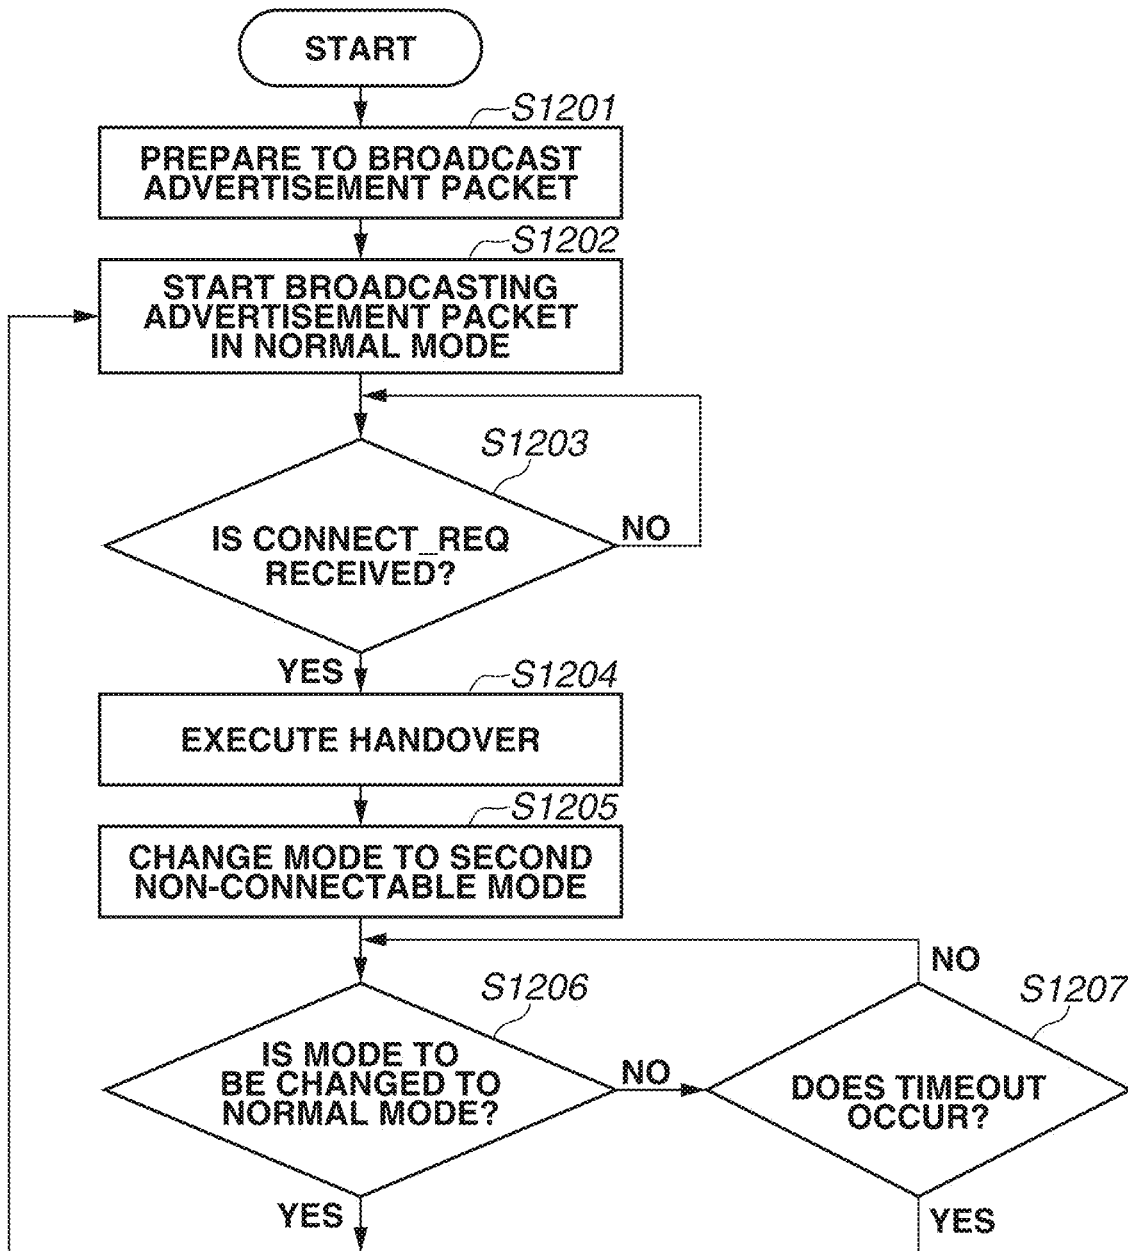 START
S1201
PREPARE TO BROADCAST
ADVERTISEMENT PACKET
S1202
START BROADCASTING
ADVERTISEMENT PACKET
IN NORMAL MODE
S1203
IS CONNECT_REQ
RECEIVED?
NO
YES
S1204
EXECUTE HANDOVER
S1205
CHANGE MODE TO SECOND
NON-CONNECTABLE MODE
S1206
IS MODE TO
BE CHANGED TO
NORMAL MODE?
NO
YES
S1207
DOES TIMEOUT
OCCUR?
NO
YES